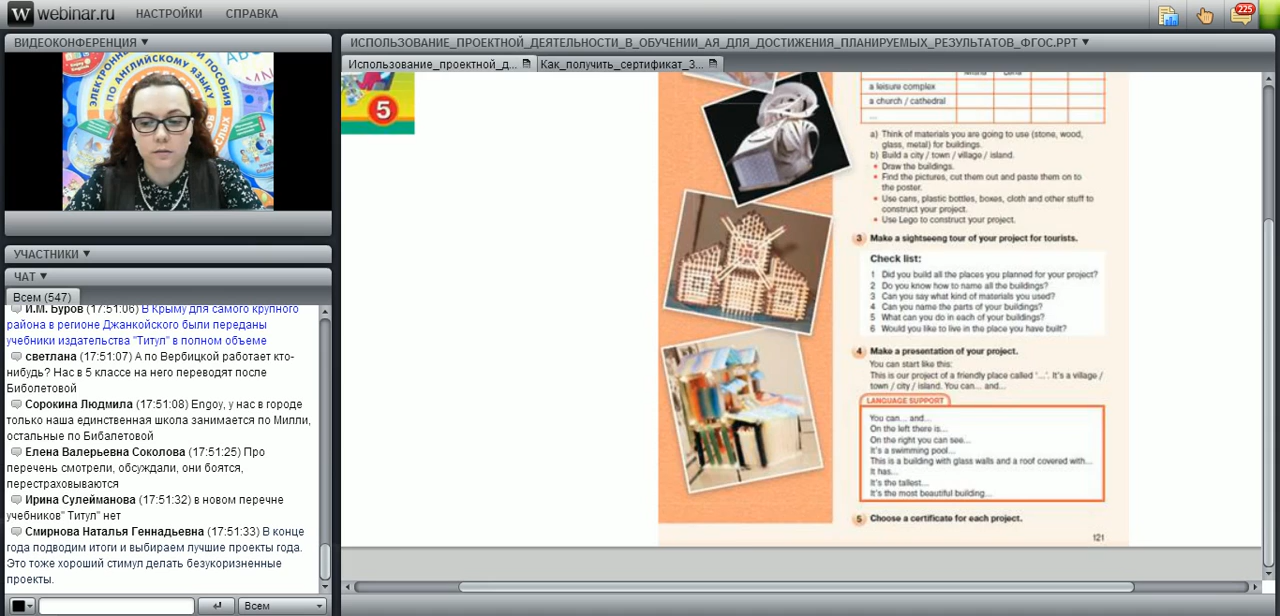 W webinar.ru НАСТРОЙКИ СПРАВКА
225
ВИДЕОКОНФЕРЕНЦИЯ
ЭЛЕКТРОННЫЕ ПОСОБИЯ
ПО АНГЛИЙСКОМУ ЯЗЫКУ
УЧАСТНИКИ
ЧАТ
Всем (547)
И.М. Буров (17:51:06) В Крыму для самого крупного
района в регионе Джанкойского были переданы
учебники издательства "Титул" в полном объеме
светлана (17:51:07) А по Вербицкой работает кто-
нибудь? Нас в 5 классе на него переводят после
Биболетовой
Сорокина Людмила (17:51:08) Engoy, у нас в городе
только наша единственная школа занимается по Милли,
остальные по Бибалетовой
Елена Валерьевна Соколова (17:51:25) Про
перечень смотрели, обсуждали, они боятся,
перестраховываются
Ирина Сулейманова (17:51:32) в новом перечне
учебников" Титул" нет
Смирнова Наталья Геннадьевна (17:51:33) В конце
года подводим итоги и выбираем лучшие проекты года.
Это тоже хороший стимул делать безукоризненные
проекты.
Всем
ИСПОЛЬЗОВАНИЕ_ПРОЕКТНОЙ_ДЕЯТЕЛЬНОСТИ_В_ОБУЧЕНИИ_АЯ_ДЛЯ_ДОСТИЖЕНИЯ_ПЛАНИРУЕМЫХ_РЕЗУЛЬТАТОВ_ФГОС.PPT
Использование_проектной_д... Как_получить_сертификат_3...
5
a leisure complex
a church / cathedral
...
a) Think of materials you are going to use (stone, wood,
glass, metal) for buildings.
b) Build a city / town / village / island.
• Draw the buildings.
• Find the pictures, cut them out and paste them on to
the poster.
• Use cans, plastic bottles, boxes, cloth and other stuff to
construct your project.
• Use Lego to construct your project.
3 Make a sightseeing tour of your project for tourists.
Check list:
1 Did you build all the places you planned for your project?
2 Do you know how to name all the buildings?
3 Can you say what kind of materials you used?
4 Can you name the parts of your buildings?
5 What can you do in each of your buildings?
6 Would you like to live in the place you have built?
4 Make a presentation of your project.
You can start like this:
This is our project of a friendly place called '...'. It's a village /
town / city / island. You can... and...
LANGUAGE SUPPORT
You can... and...
On the left there is...
On the right you can see...
It's a swimming pool...
This is a building with glass walls and a roof covered with...
It has...
It's the tallest...
It's the most beautiful building...
5 Choose a certificate for each project.
121